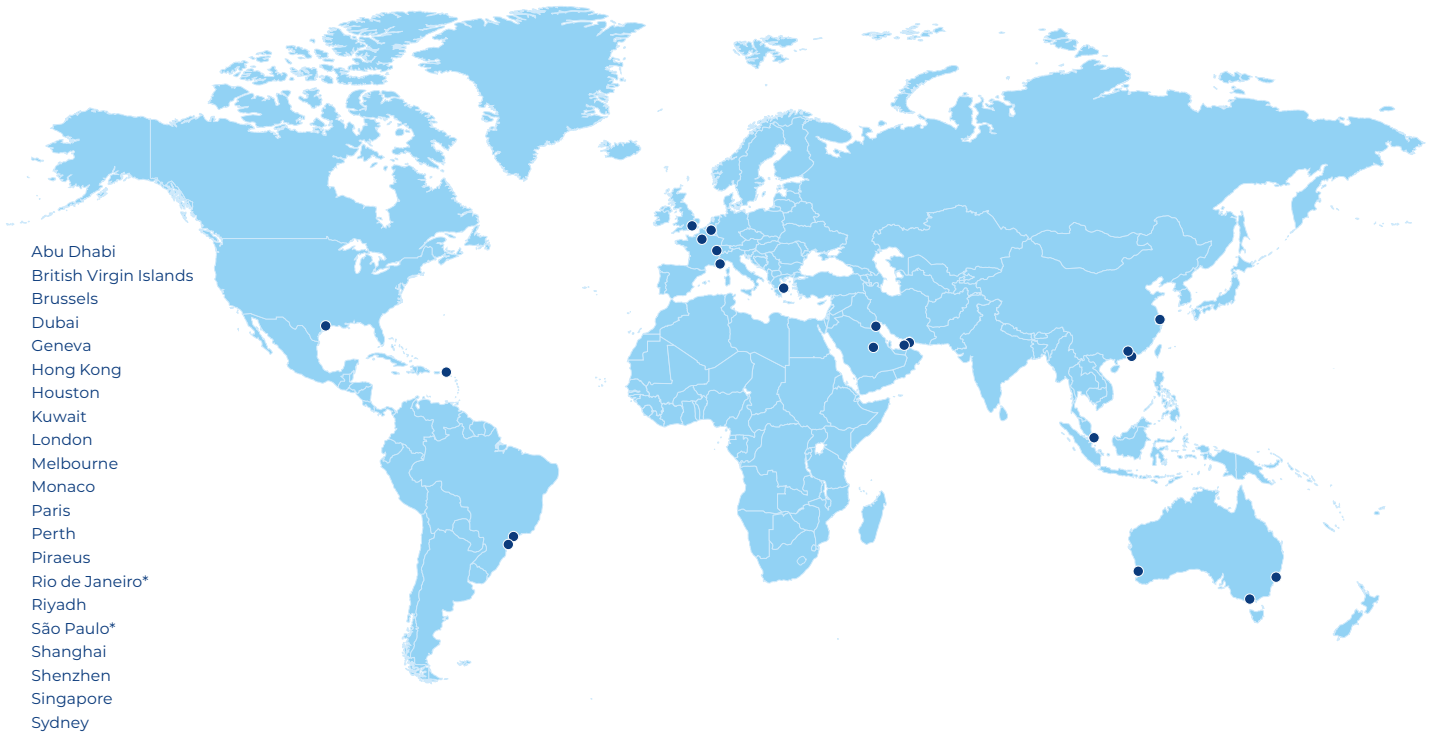 Abu Dhabi
British Virgin Islands
Brussels
Dubai
Geneva
Hong Kong
Houston
Kuwait
London
Melbourne
Monaco
Paris
Perth
Piraeus
Rio de Janeiro*
Riyadh
São Paulo*
Shanghai
Shenzhen
Singapore
Sydney